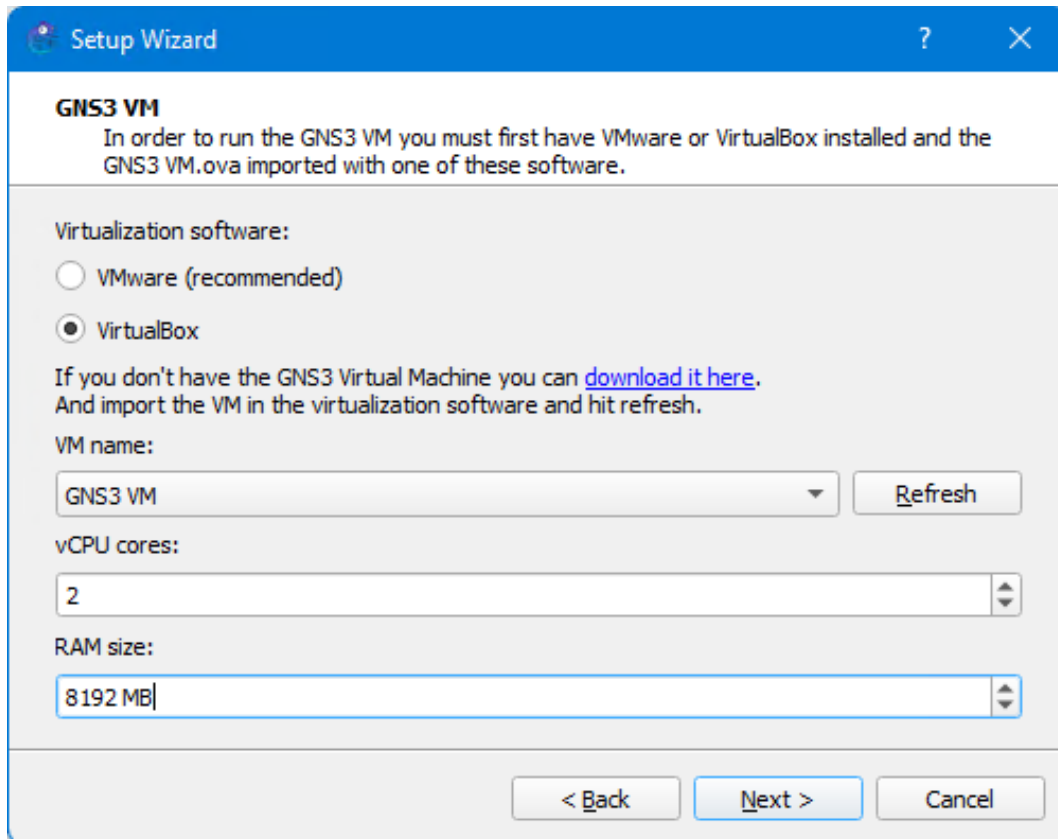 Setup Wizard
?
GNS3 VM
In order to run the GNS3 VM you must first have VMware or VirtualBox installed and the
GNS3 VM.ova imported with one of these software.
Virtualization software:
VMware (recommended)
VirtualBox
If you don't have the GNS3 Virtual Machine you can download it here.
And import the VM in the virtualization software and hit refresh.
VM name:
GNS3 VM
Refresh
vCPU cores:
2
RAM size:
8192 MB
< Back
Next >
Cancel